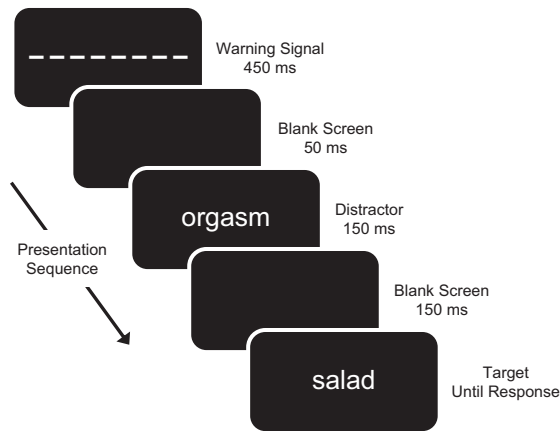 Warning Signal
450 ms
Blank Screen
50 ms
orgasm
Distractor
150 ms
Presentation
Sequence
Blank Screen
150 ms
salad
Target
Until Response